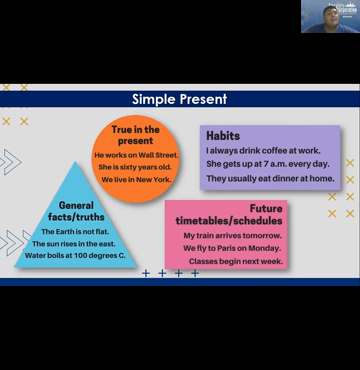 Simple Present
True in the
present
He works on Wall Street.
She is sixty years old.
We live in New York.
Habits
I always drink coffee at work.
She gets up at 7 a.m. every day.
They usually eat dinner at home.
General
facts/truths
The Earth is not flat.
The sun rises in the east.
Water boils at 100 degrees C.
Future
timetables/schedules
My train arrives tomorrow.
We fly to Paris on Monday.
Classes begin next week.